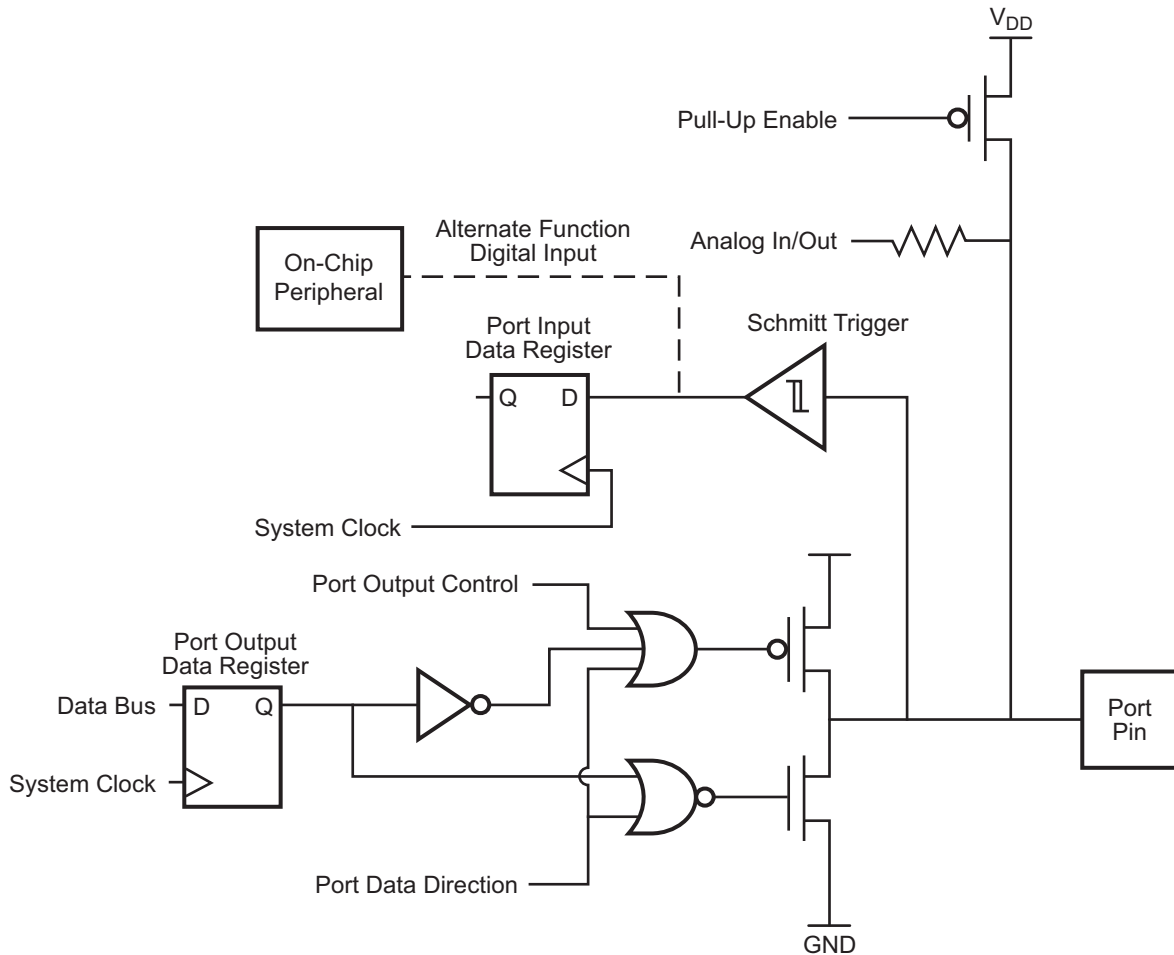 VDD
Pull-Up Enable
Analog In/Out
Alternate Function
Digital Input
On-Chip
Peripheral
Schmitt Trigger
Port Input
Data Register
Q
D
System Clock
Port Output Control
Port Output
Data Register
Data Bus
D
Q
System Clock
Port
Pin
Port Data Direction
GND